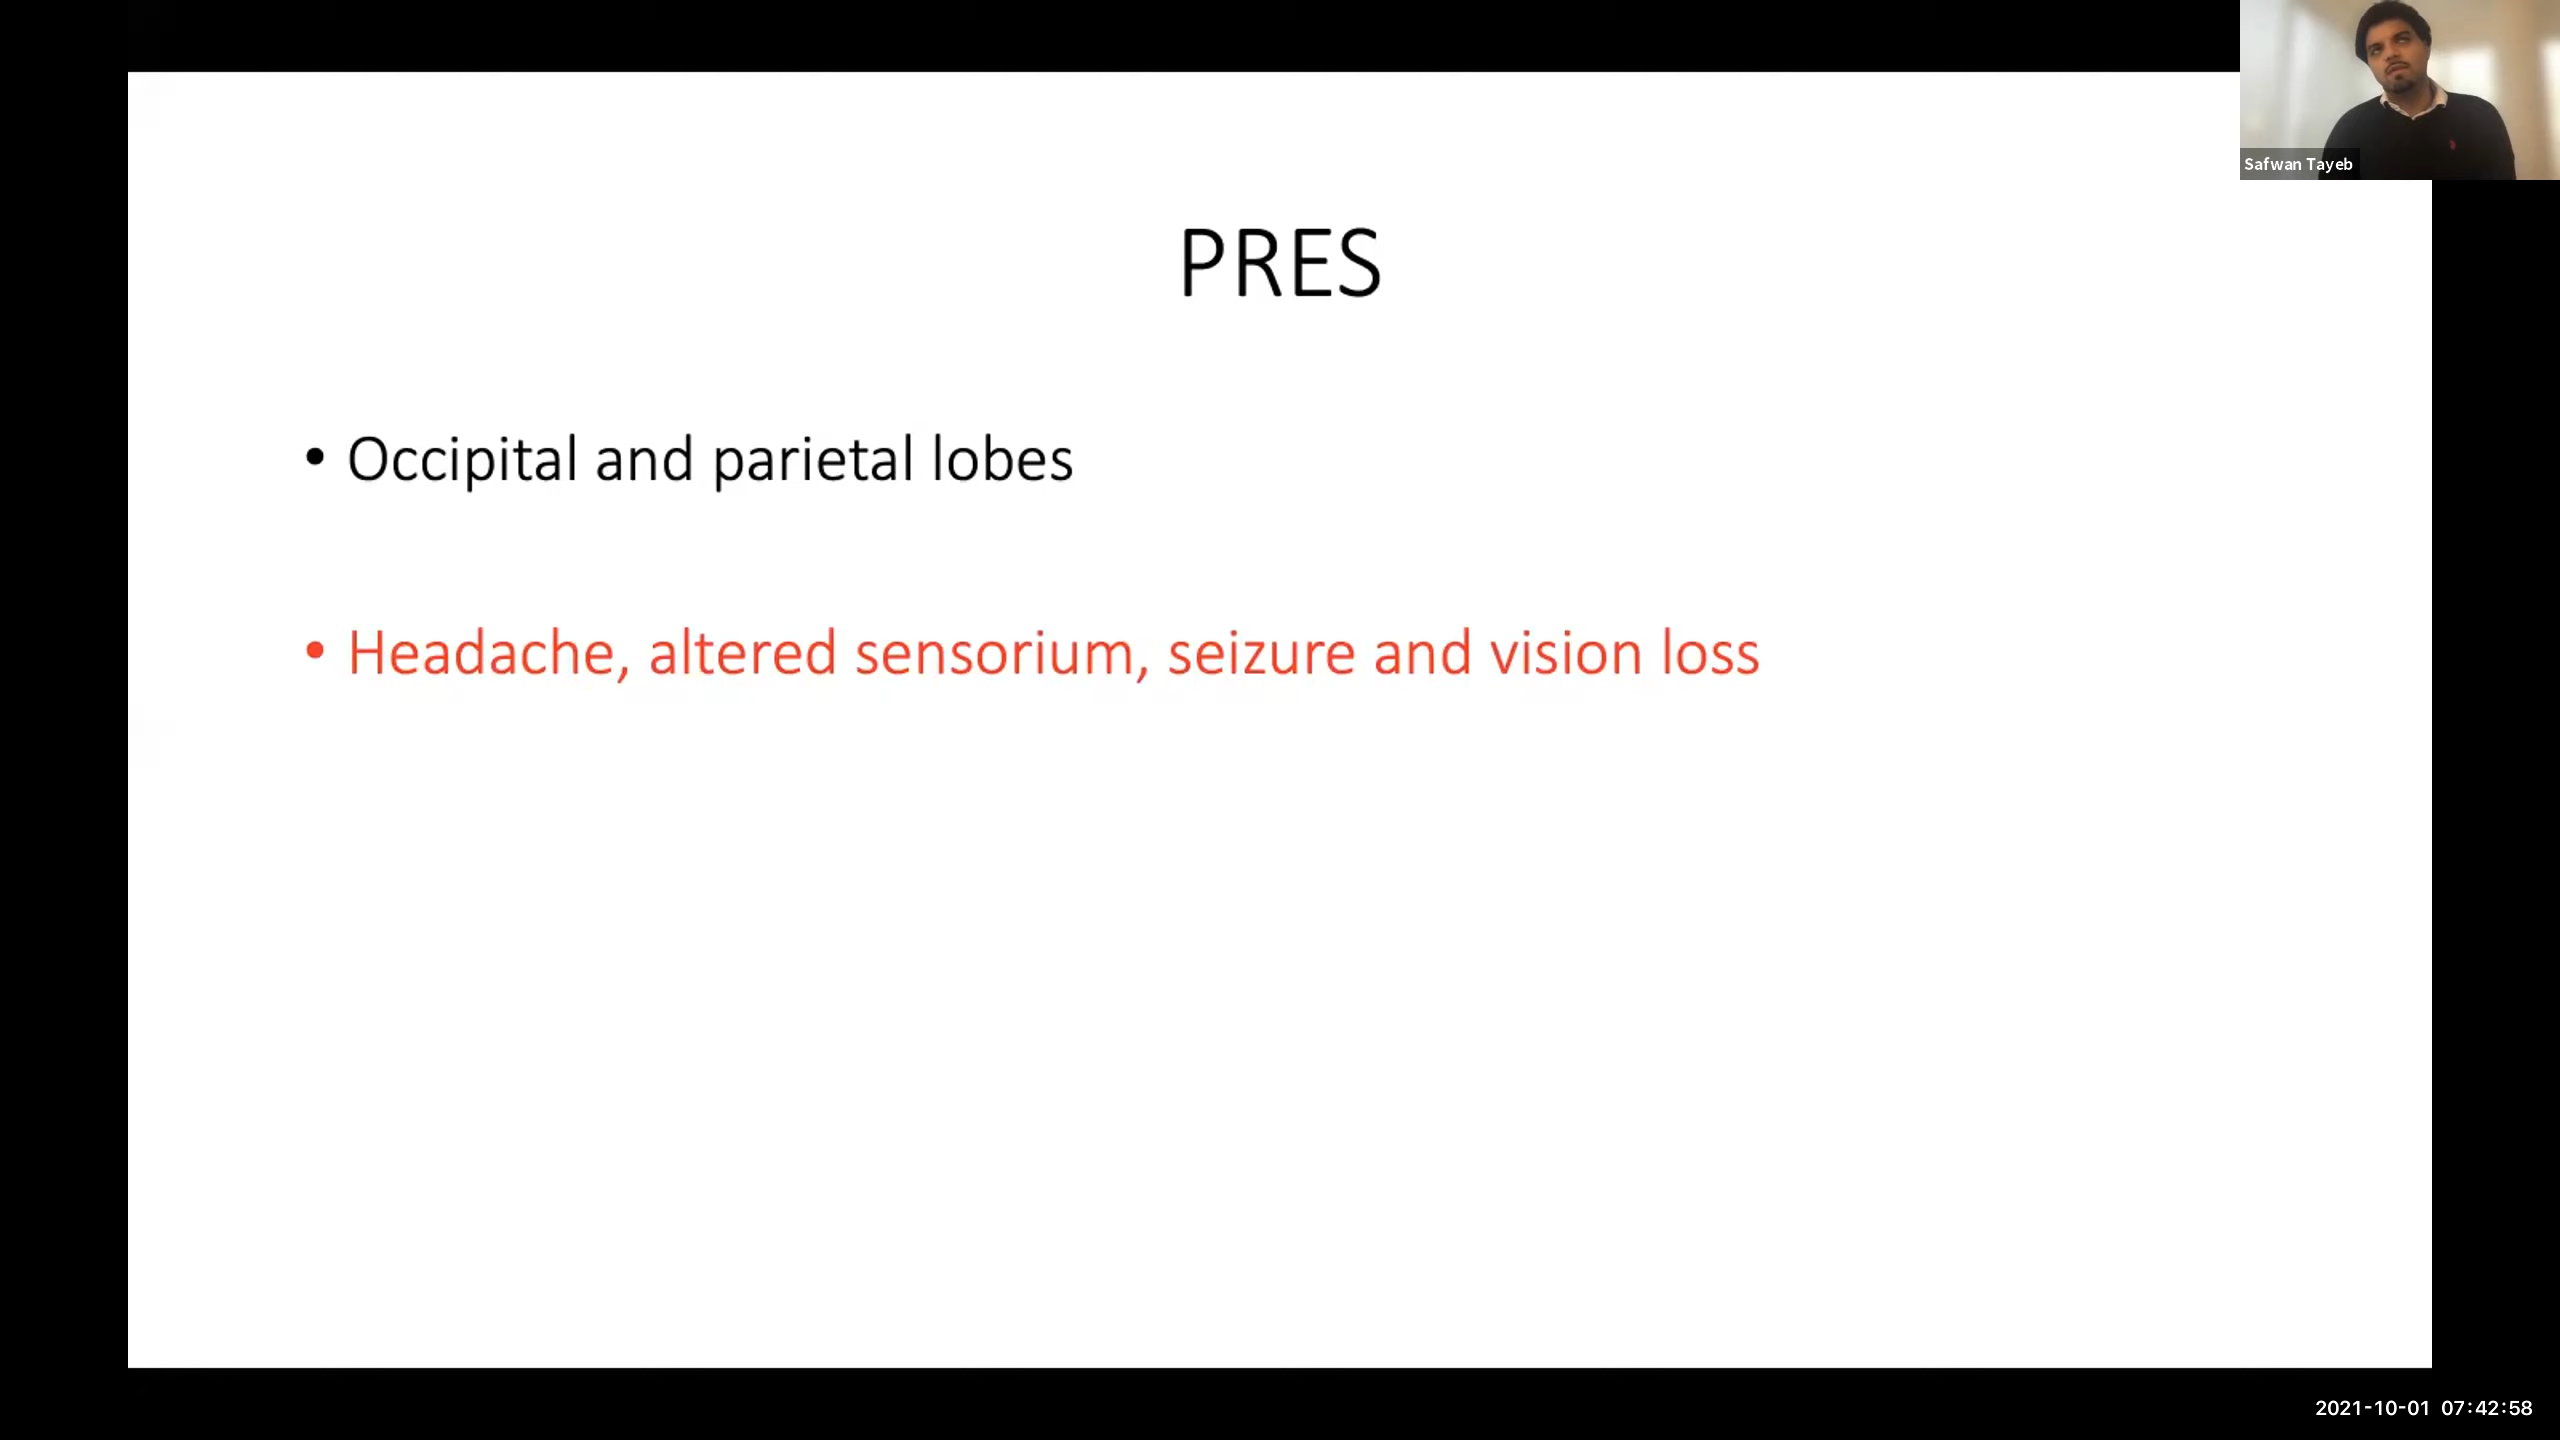 Safwan Tayeb
PRES
• Occipital and parietal lobes
• Headache, altered sensorium, seizure and vision loss
2021-10-01 07:42:58